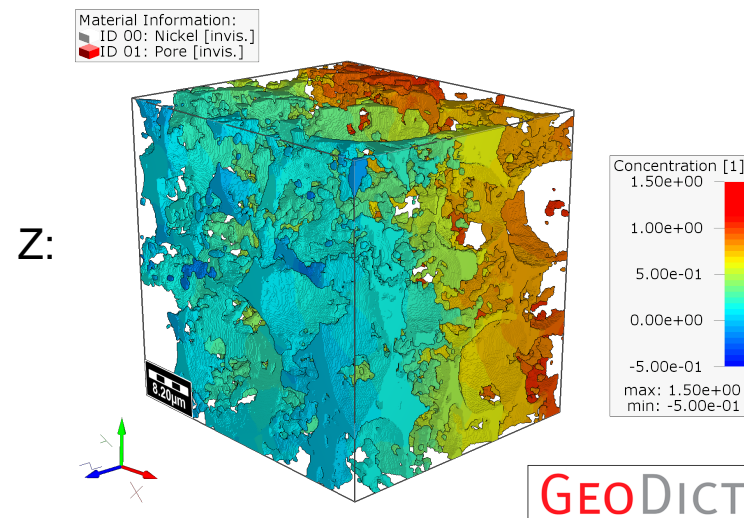 Material Information:
ID 00: Nickel [invis.]
ID 01: Pore [invis.]
Z:
Concentration [1]
1.50e+00
1.00e+00
5.00e-01
0.00e+00
-5.00e-01
max: 1.50e+00
min: -5.00e-01
8.20µm
Y
Z
X
GEODICT